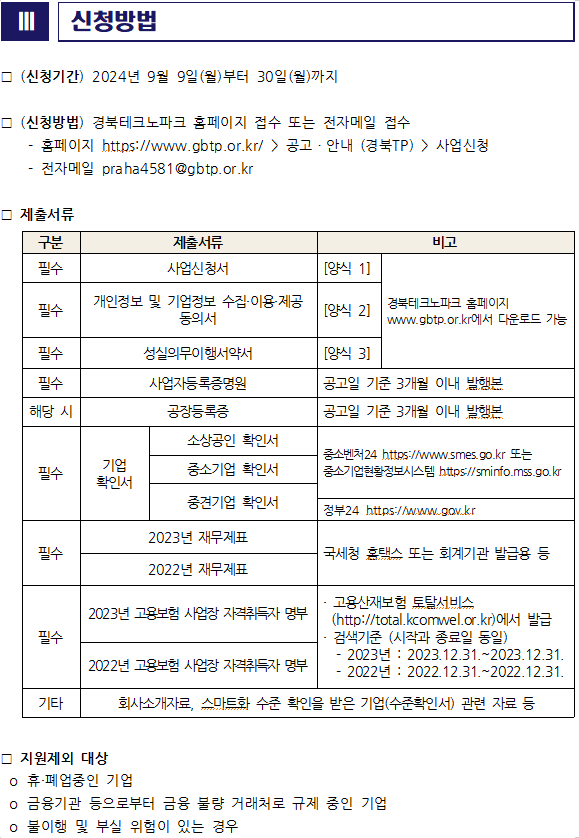 Ⅲ 신청방법
□ (신청기간) 2024년 9월 9일(월)부터 30일(월)까지
□ (신청방법) 경북테크노파크 홈페이지 접수 또는 전자메일 접수
- 홈페이지 https://www.gbtp.or.kr/ > 공고·안내 (경북TP) > 사업신청
- 전자메일 praha4581@gbtp.or.kr
□ 제출서류
구분 제출서류 비고
필수 사업신청서 [양식 1]
필수 개인정보 및 기업정보 수집·이용·제공
동의서 [양식 2]
경북테크노파크 홈페이지
www.gbtp.or.kr에서 다운로드 가능
필수 성실의무이행서약서 [양식 3]
필수 사업자등록증명원 공고일 기준 3개월 이내 발행본
해당 시 공장등록증 공고일 기준 3개월 이내 발행본
필수 기업
확인서
소상공인 확인서
중소기업 확인서
중소벤처24 https://www.smes.go.kr 또는
중소기업현황정보시스템 https://sminfo.mss.go.kr
중견기업 확인서
정부24 https://www.gov.kr
필수 2023년 재무제표
2022년 재무제표
국세청 홈택스 또는 회계기관 발급용 등
필수 2023년 고용보험 사업장 자격취득자 명부
2022년 고용보험 사업장 자격취득자 명부
· 고용산재보험 토탈서비스
(http://total.kcomwel.or.kr)에서 발급
· 검색기준 (시작과 종료일 동일)
- 2023년 : 2023.12.31.~2023.12.31.
- 2022년 : 2022.12.31.~2022.12.31.
기타 회사소개자료, 스마트화 수준 확인을 받은 기업(수준확인서) 관련 자료 등
□ 지원제외 대상
o 휴·폐업중인 기업
o 금융기관 등으로부터 금융 불량 거래처로 규제 중인 기업
o 불이행 및 부실 위험이 있는 경우